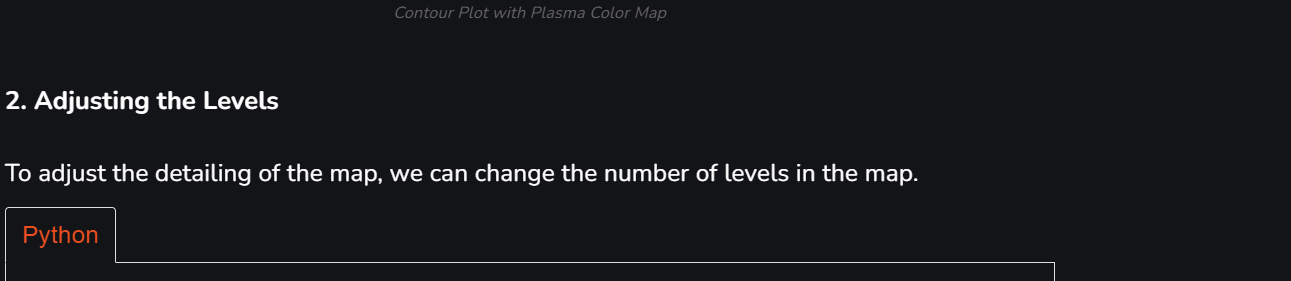 Contour Plot with Plasma Color Map
2. Adjusting the Levels
To adjust the detailing of the map, we can change the number of levels in the map.
Python